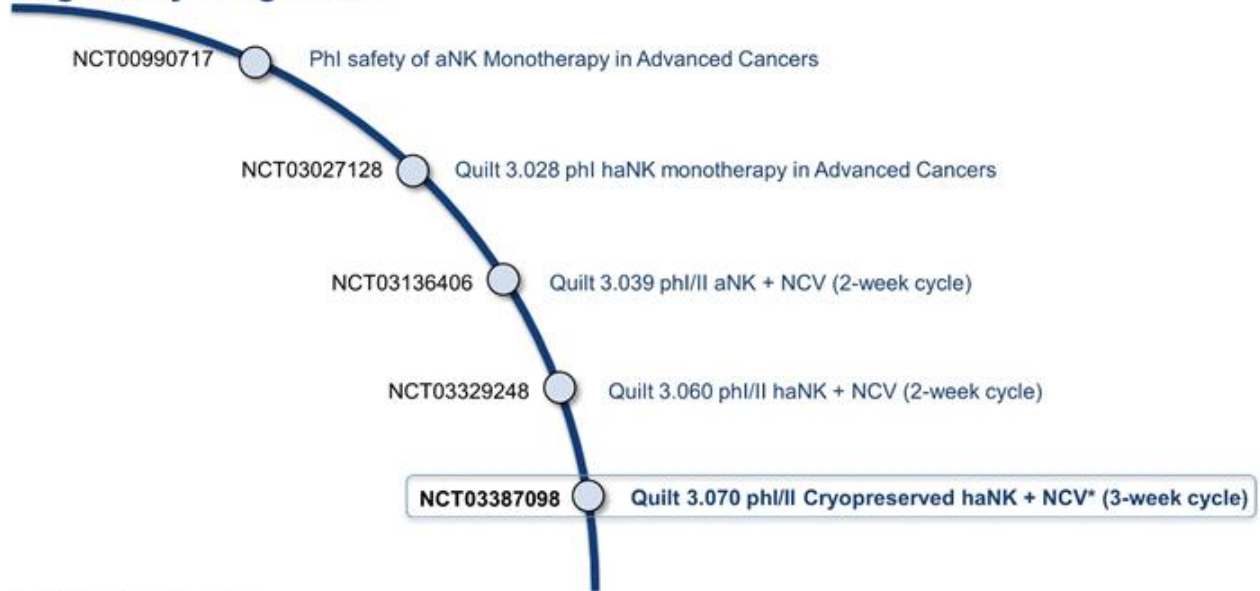 NCT00990717 PhI safety of aNK Monotherapy in Advanced Cancers
NCT03027128 Quilt 3.028 phI haNK monotherapy in Advanced Cancers
NCT03136406 Quilt 3.039 phI/II aNK + NCV (2-week cycle)
NCT03329248 Quilt 3.060 phI/II haNK + NCV (2-week cycle)
NCT03387098 Quilt 3.070 phI/II Cryopreserved haNK + NCV* (3-week cycle)